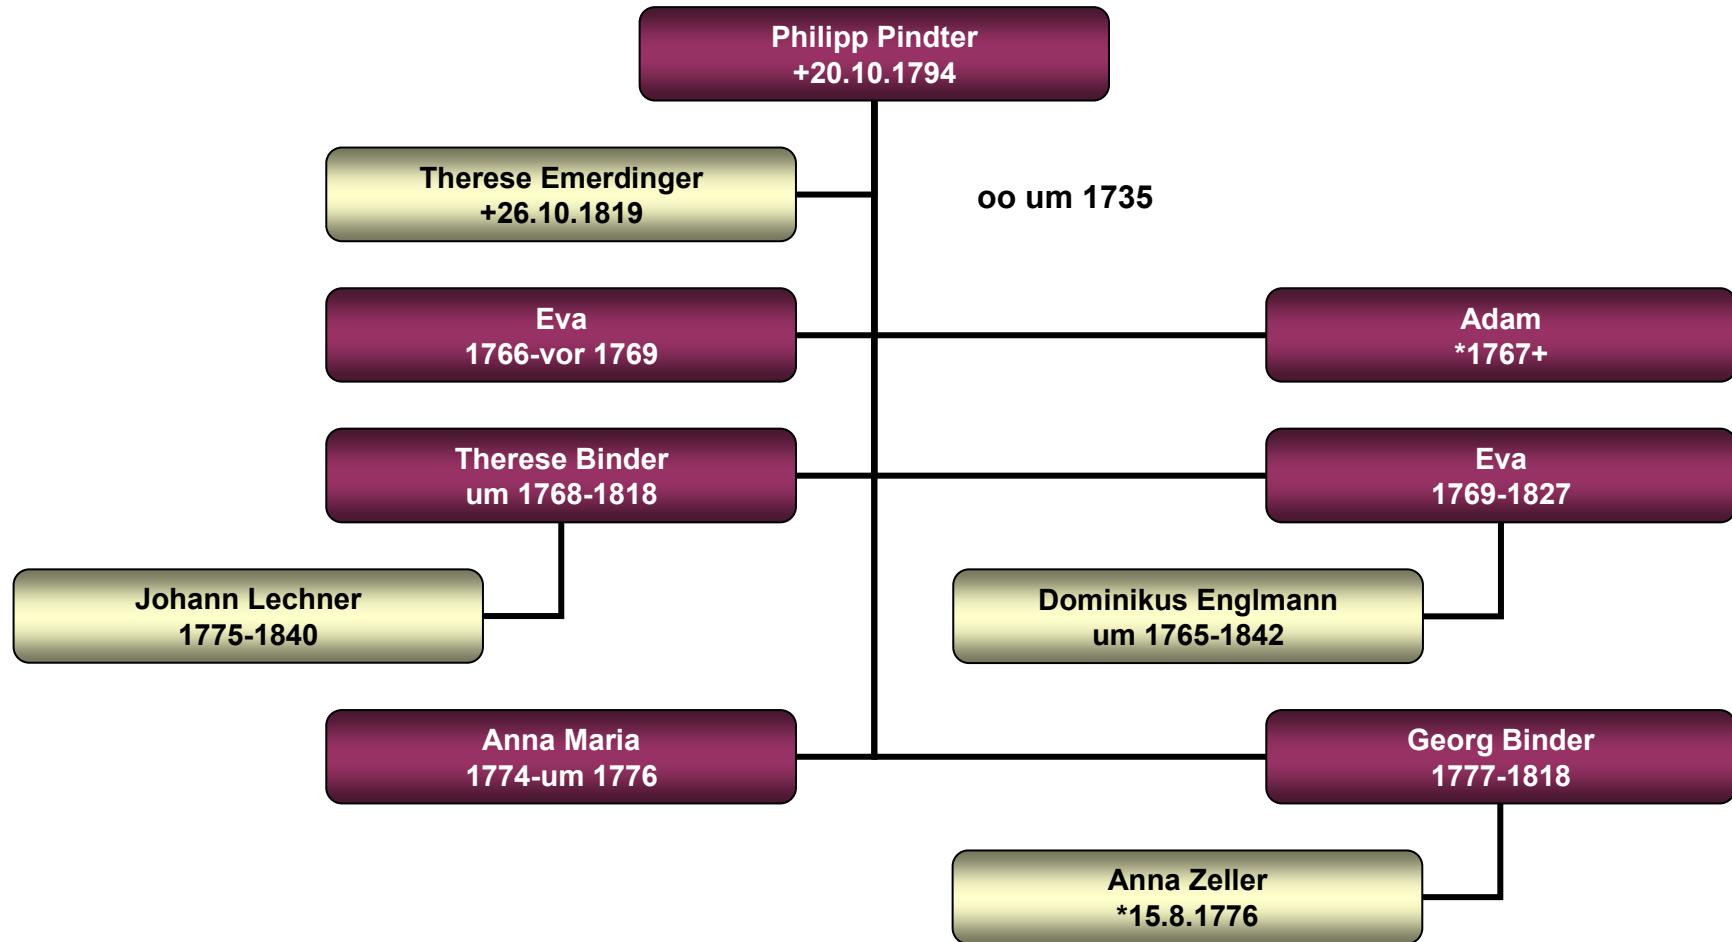 Philipp Pindter
+20.10.1794
Therese Emerdinger
+26.10.1819
oo um 1735
Eva
1766-vor 1769
Adam
*1767+
Therese Binder
um 1768-1818
Eva
1769-1827
Johann Lechner
1775-1840
Dominikus Englmann
um 1765-1842
Anna Maria
1774-um 1776
Georg Binder
1777-1818
Anna Zeller
*15.8.1776